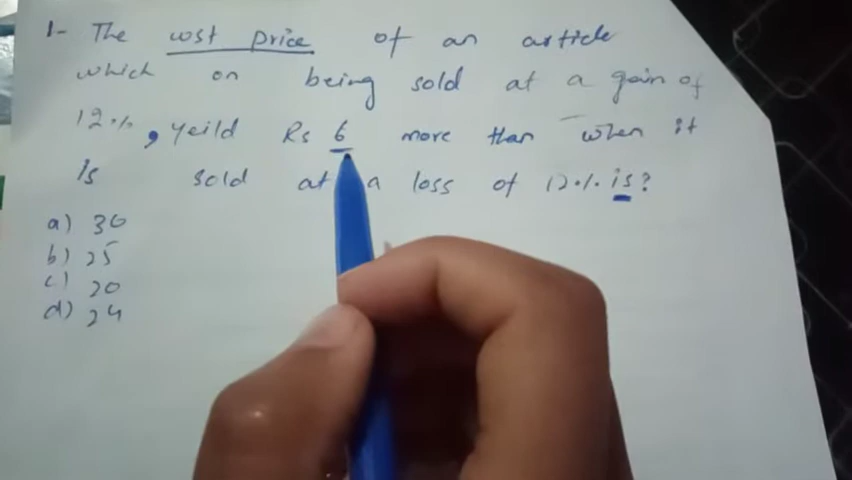 1- The cost price of an article
which on being sold at a gain of
12%, yeild Rs 6 more than when it
is sold at a loss of 12% is?
a) 30
b) 25
c) 20
d) 24